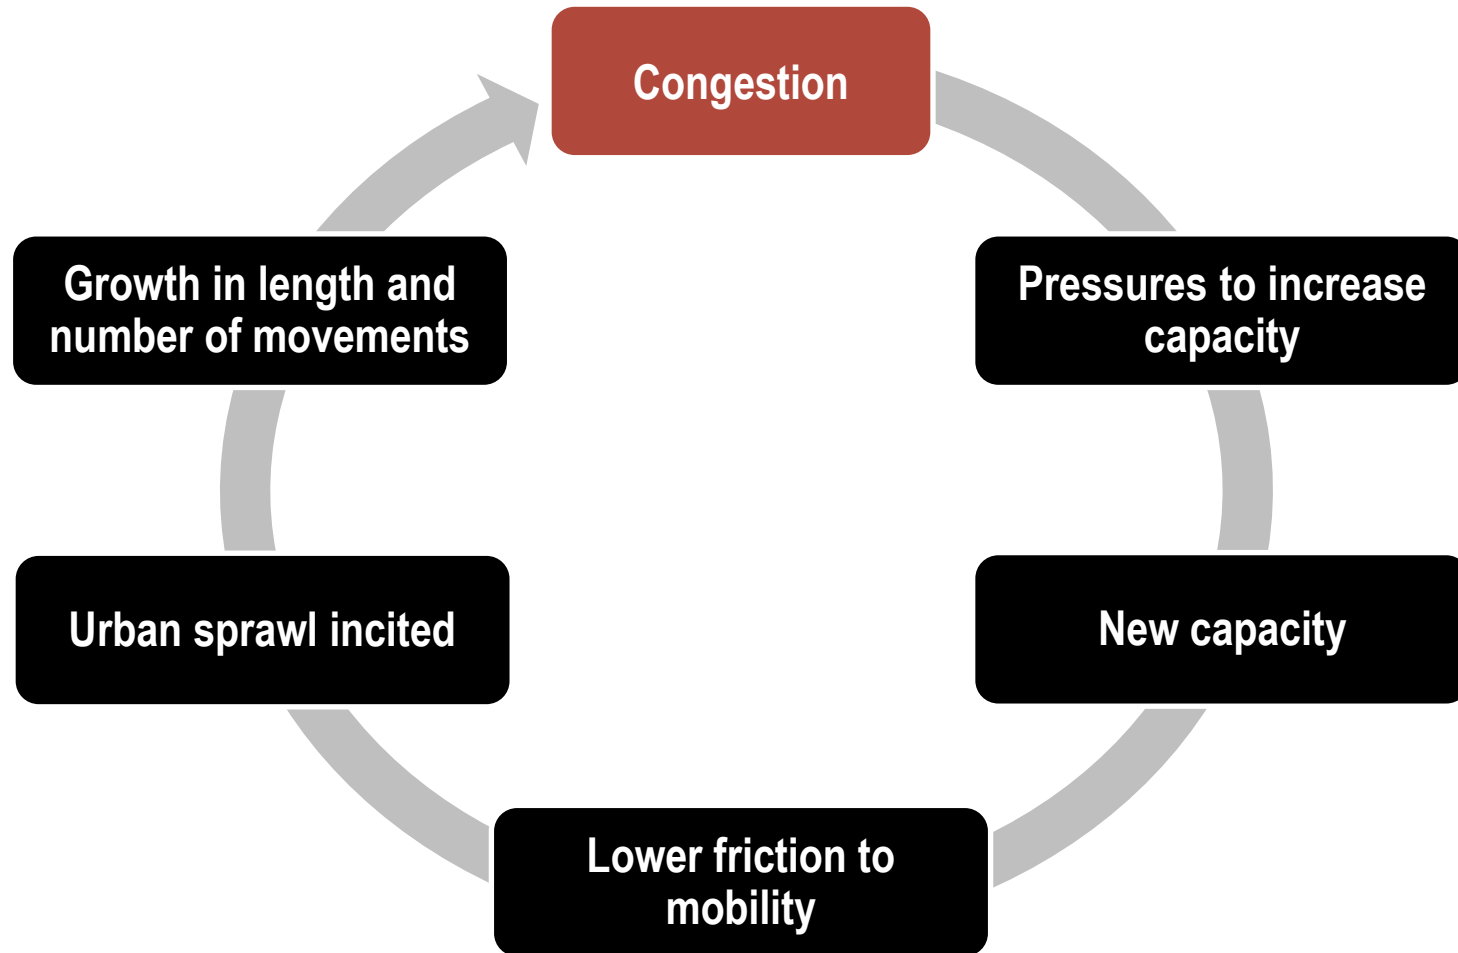 Congestion
Pressures to increase
capacity
New capacity
Lower friction to
mobility
Urban sprawl incited
Growth in length and
number of movements